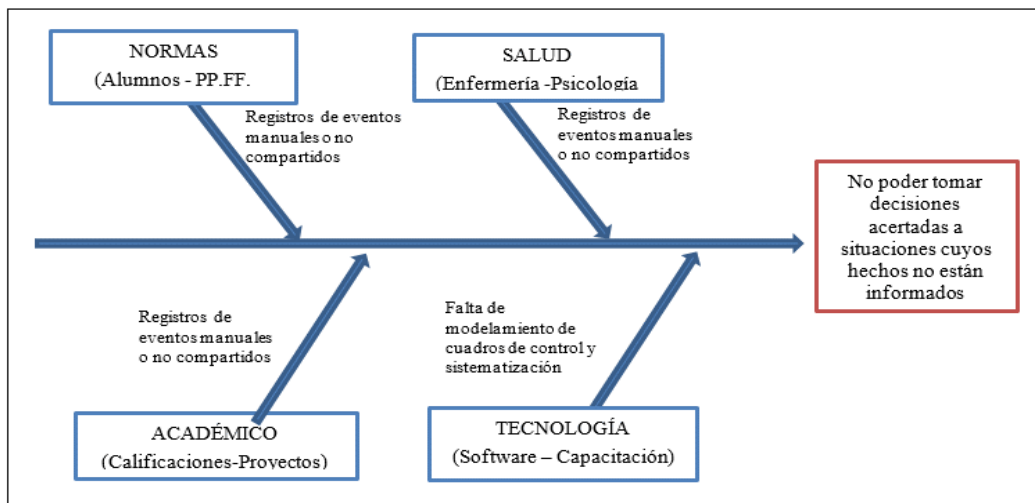 NORMAS
(Alumnos - PP.FF.
Registros de eventos
manuales o no
compartidos
SALUD
(Enfermería -Psicología
Registros de
eventos manuales
o no compartidos
No poder tomar
decisiones
acertadas a
situaciones cuyos
hechos no están
informados
Registros de
eventos manuales
o no compartidos
ACADÉMICO
(Calificaciones-Proyectos)
Falta de
modelamiento de
cuadros de control y
sistematización
TECNOLOGÍA
(Software – Capacitación)